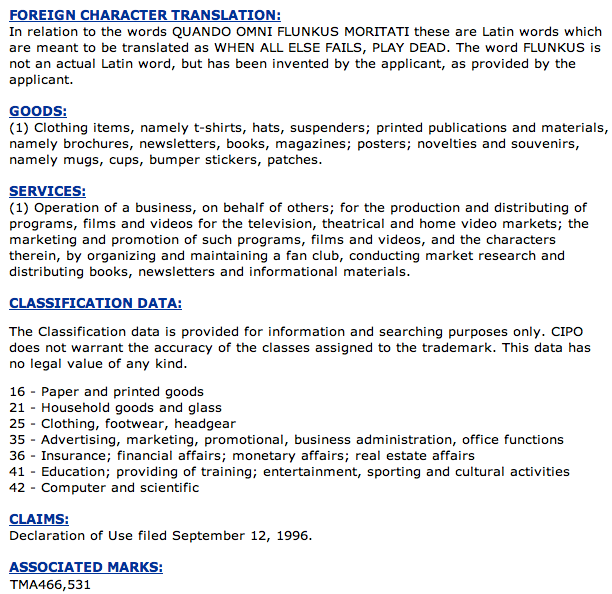 FOREIGN CHARACTER TRANSLATION:
In relation to the words QUANDO OMNI FLUNKUS MORITATI these are Latin words which
are meant to be translated as WHEN ALL ELSE FAILS, PLAY DEAD. The word FLUNKUS is
not an actual Latin word, but has been invented by the applicant, as provided by the
applicant.
GOODS:
(1) Clothing items, namely t-shirts, hats, suspenders; printed publications and materials,
namely brochures, newsletters, books, magazines; posters; novelties and souvenirs,
namely mugs, cups, bumper stickers, patches.
SERVICES:
(1) Operation of a business, on behalf of others; for the production and distributing of
programs, films and videos for the television, theatrical and home video markets; the
marketing and promotion of such programs, films and videos, and the characters
therein, by organizing and maintaining a fan club, conducting market research and
distributing books, newsletters and informational materials.
CLASSIFICATION DATA:
The Classification data is provided for information and searching purposes only. CIPO
does not warrant the accuracy of the classes assigned to the trademark. This data has
no legal value of any kind.
16 - Paper and printed goods
21 - Household goods and glass
25 - Clothing, footwear, headgear
35 - Advertising, marketing, promotional, business administration, office functions
36 - Insurance; financial affairs; monetary affairs; real estate affairs
41 - Education; providing of training; entertainment, sporting and cultural activities
42 - Computer and scientific
CLAIMS:
Declaration of Use filed September 12, 1996.
ASSOCIATED MARKS:
TMA466,531